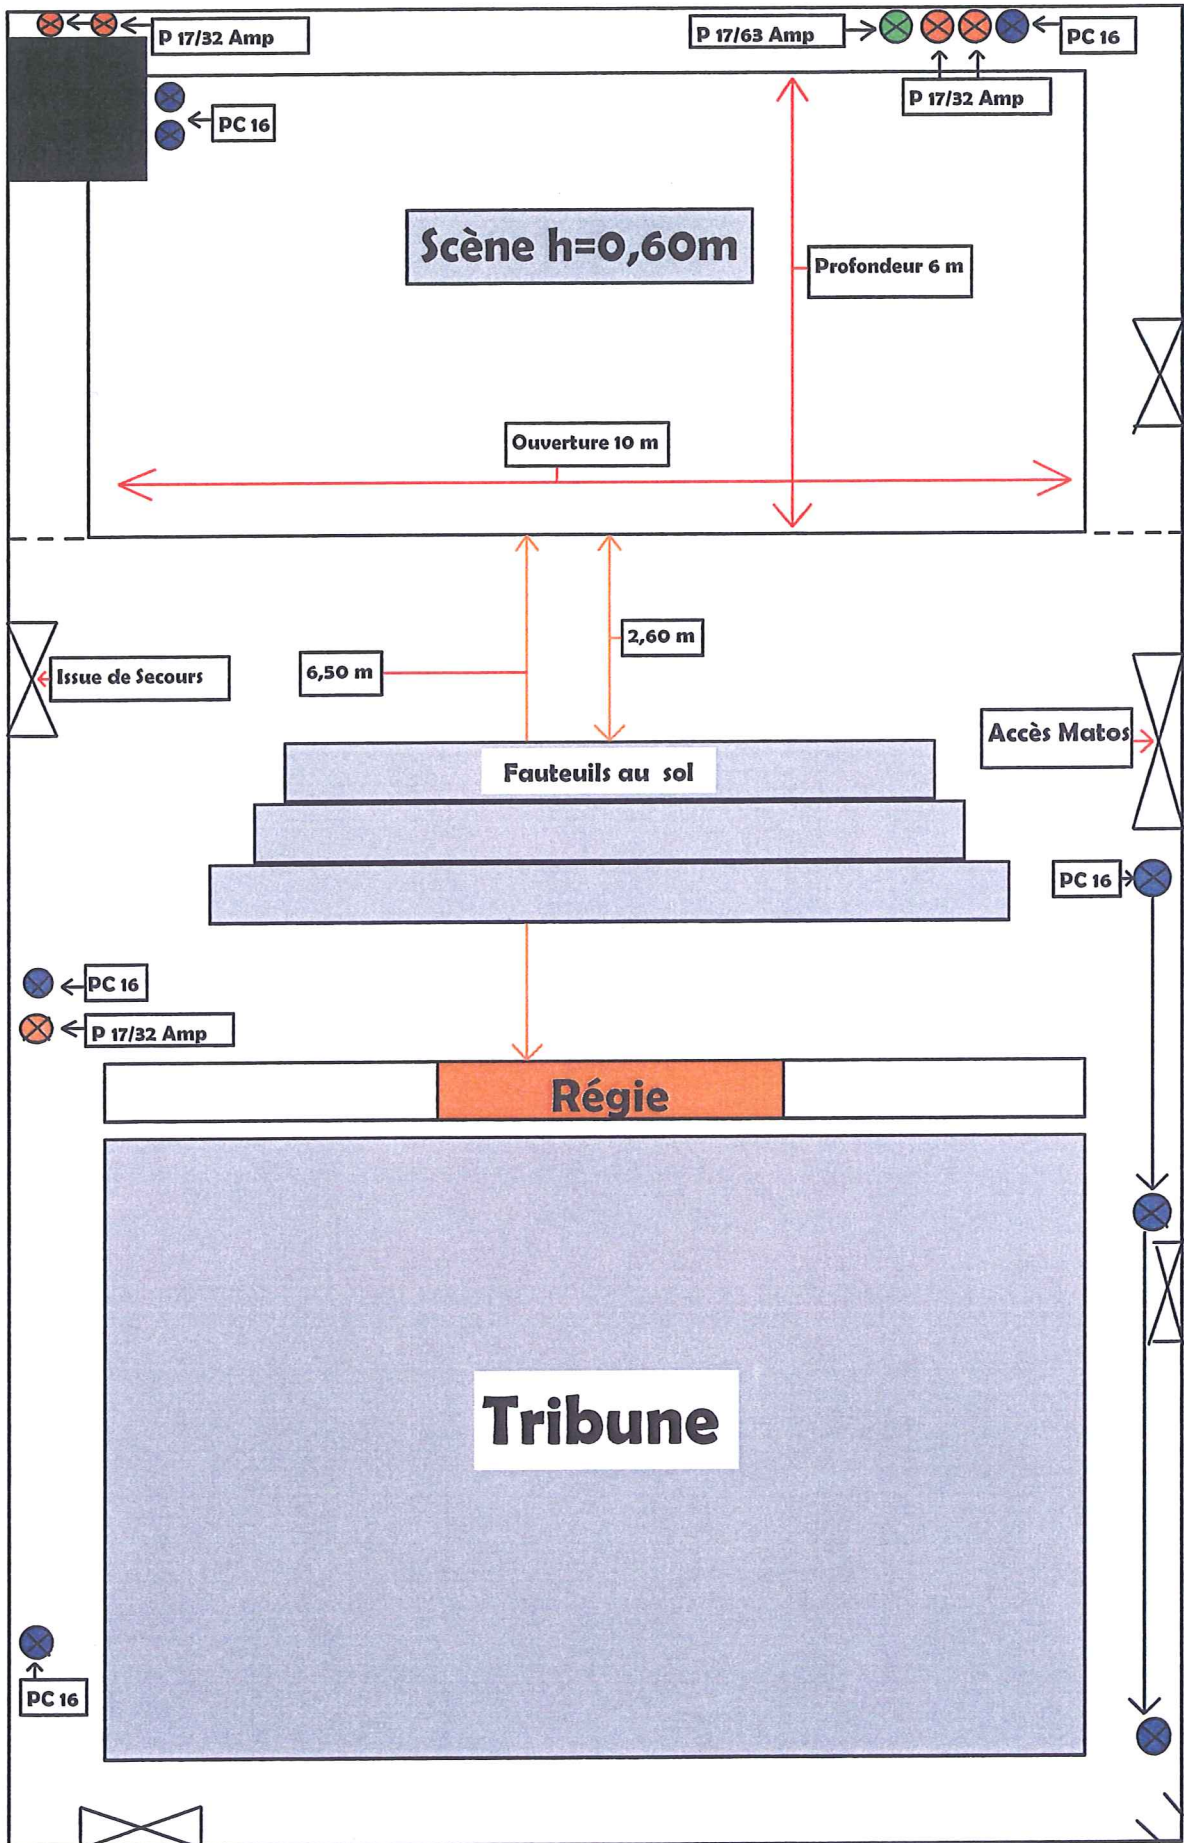 P 17/32 Amp
P 17/63 Amp
PC 16
P 17/32 Amp
PC 16
Scène h=0,60m
Profondeur 6 m
Ouverture 10 m
2,60 m
6,50 m
Issue de Secours
Accès Matos
Fauteuils au sol
PC 16
PC 16
P 17/32 Amp
Régie
Tribune
PC 16